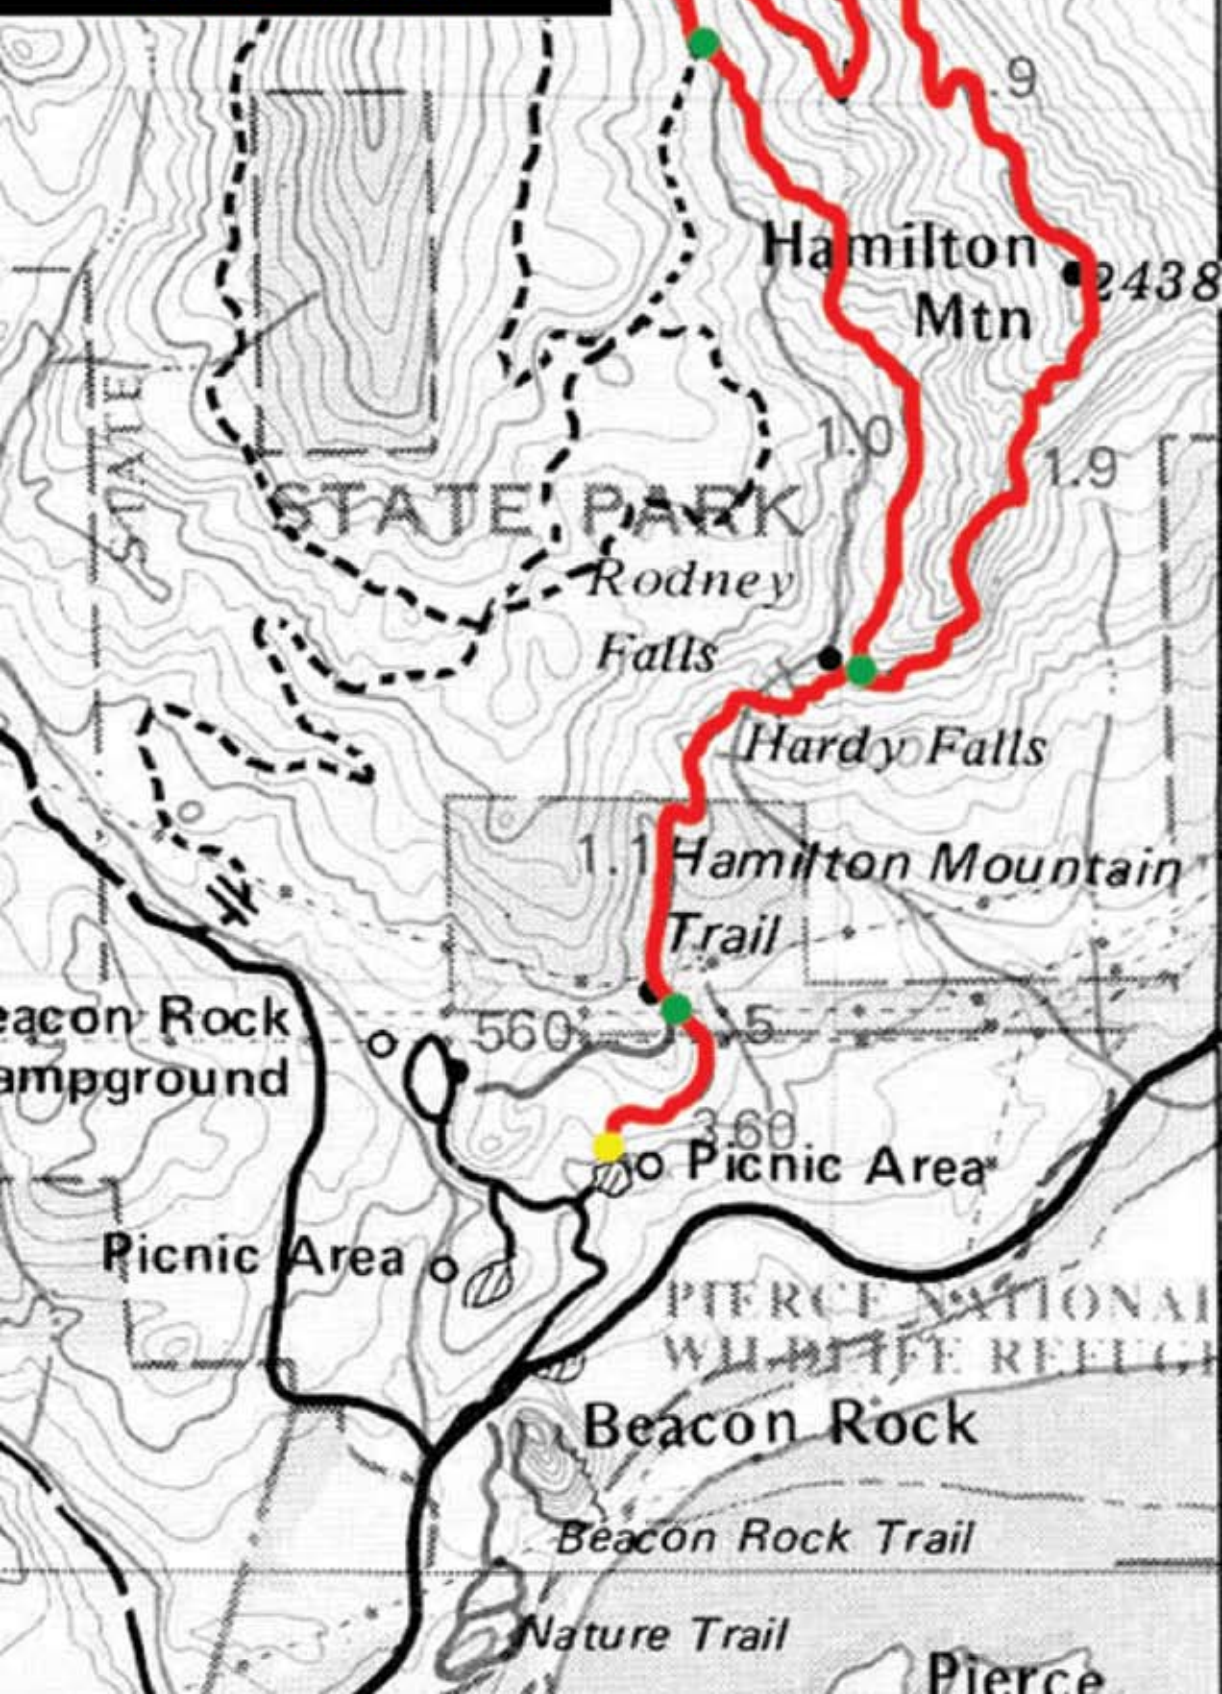 .9
Hamilton
2438
Mtn
1.0
1.9
STATE
STATE PARK
Rodney
Falls
Hardy Falls
1.1
Hamilton Mountain
Trail
eacon Rock
560
.5
ampground
360
Picnic Area
Picnic Area
PIERCE NATIONAL
WILDLIFE REFUGE
Beacon Rock
Beacon Rock Trail
Nature Trail
Pierce